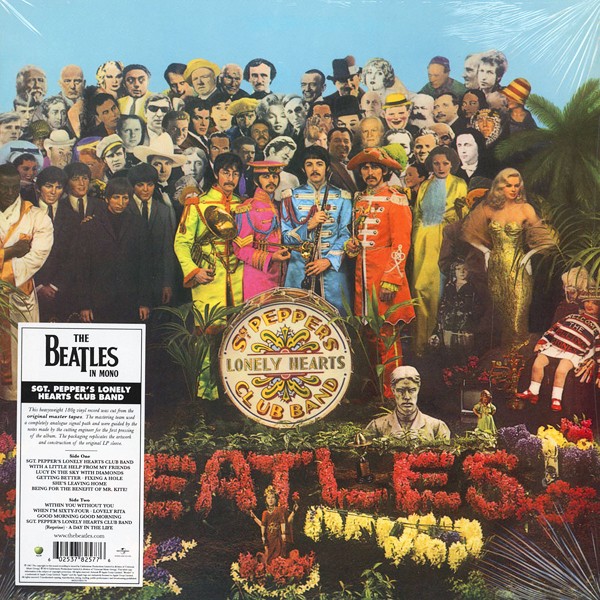 SGT PEPPERS
LONELY HEARTS
CLUB BAND
THE
BEATLES
IN MONO
SGT. PEPPER'S LONELY
HEARTS CLUB BAND
This heavyweight 180g vinyl record was cut from the
original master tapes. The mastering team used
a completely analogue signal path and were guided by the
notes made by the cutting engineer for the first pressing
of the album. The packaging replicates the artwork
and construction of the original LP sleeve.
Side One
SGT. PEPPER'S LONELY HEARTS CLUB BAND
WITH A LITTLE HELP FROM MY FRIENDS
LUCY IN THE SKY WITH DIAMONDS
GETTING BETTER · FIXING A HOLE
SHE'S LEAVING HOME
BEING FOR THE BENEFIT OF MR. KITE!
Side Two
WITHIN YOU WITHOUT YOU
WHEN I'M SIXTY-FOUR · LOVELY RITA
GOOD MORNING GOOD MORNING
SGT. PEPPER'S LONELY HEARTS CLUB BAND
(Reprise) · A DAY IN THE LIFE
www.thebeatles.com
02537 82577
EATLES